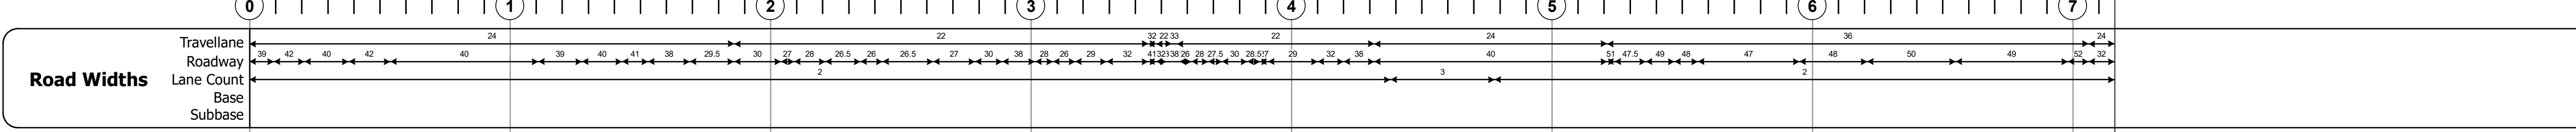 0 1 2 3 4 5 6 7
Travellane 24 22 32 22 33 22 24 36 24
Roadway 39 42 40 42 40 39 40 41 38 29.5 30 27 28 26.5 26 26.5 27 30 38 28 26 29 32 38 26 28 27.5 30 29 32 38 40 51 47.5 49 48 47 48 50 49 52 32
Road Widths
Lane Count 2 3 2
Base
Subbase